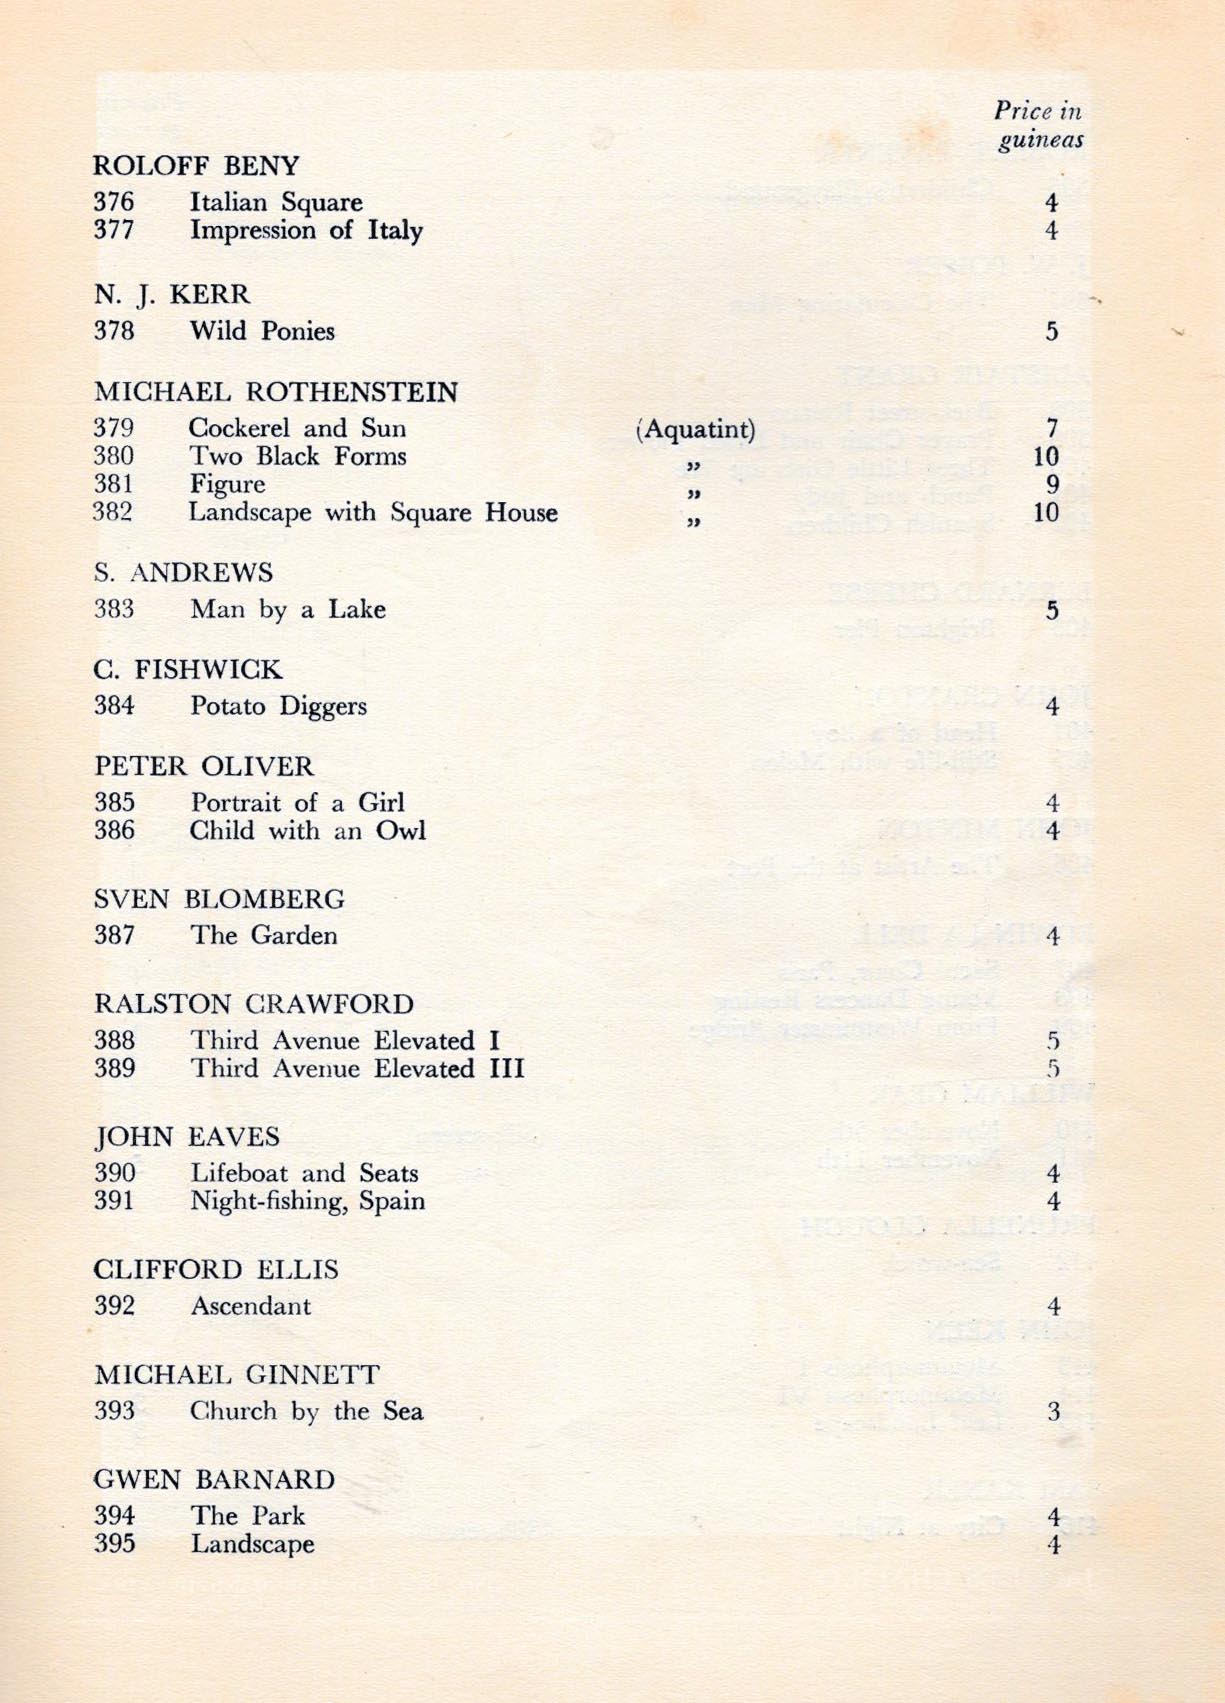 Price in
guineas
ROLOFF BENY
376 Italian Square 4
377 Impression of Italy 4
N. J. KERR
378 Wild Ponies 5
MICHAEL ROTHENSTEIN
379 Cockerel and Sun (Aquatint) 7
380 Two Black Forms „ 10
381 Figure „ 9
382 Landscape with Square House „ 10
S. ANDREWS
383 Man by a Lake 5
C. FISHWICK
384 Potato Diggers 4
PETER OLIVER
385 Portrait of a Girl 4
386 Child with an Owl 4
SVEN BLOMBERG
387 The Garden 4
RALSTON CRAWFORD
388 Third Avenue Elevated I 5
389 Third Avenue Elevated III 5
JOHN EAVES
390 Lifeboat and Seats 4
391 Night-fishing, Spain 4
CLIFFORD ELLIS
392 Ascendant 4
MICHAEL GINNETT
393 Church by the Sea 3
GWEN BARNARD
394 The Park 4
395 Landscape 4